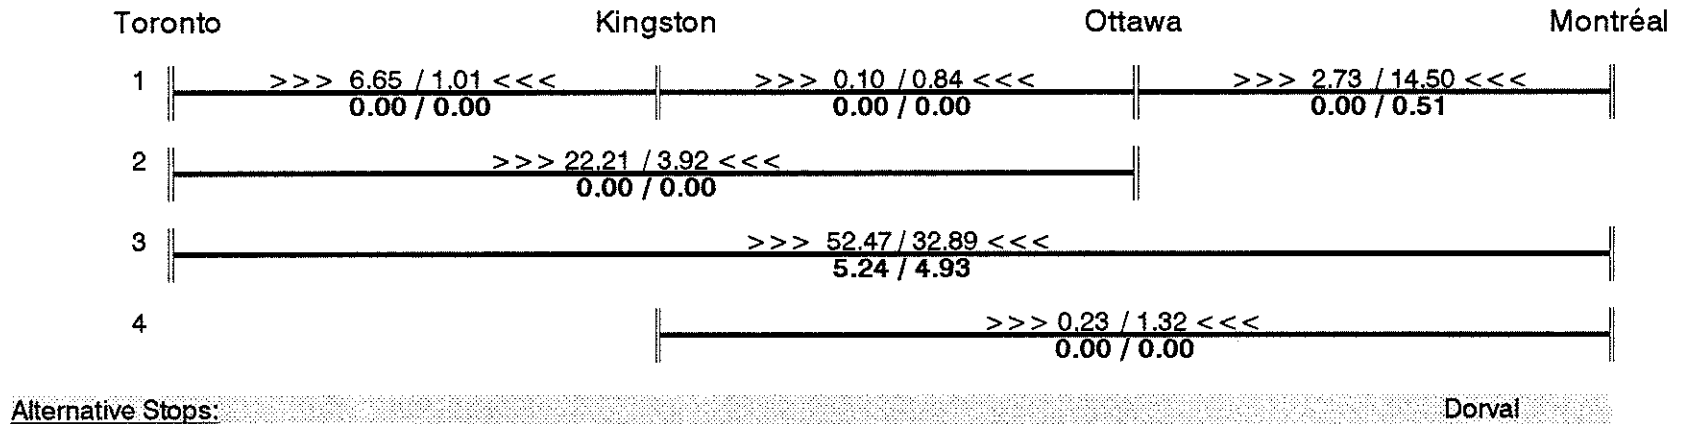 Toronto Kingston Ottawa Montréal
1 >>> 6.65 / 1.01 <<< >>> 0.10 / 0.84 <<< >>> 2.73 / 14.50 <<<
0.00 / 0.00 0.00 / 0.00 0.00 / 0.51
2 >>> 22.21 / 3.92 <<<
0.00 / 0.00
3 >>> 52.47 / 32.89 <<<
5.24 / 4.93
4 >>> 0.23 / 1.32 <<<
0.00 / 0.00
Alternative Stops: Dorval